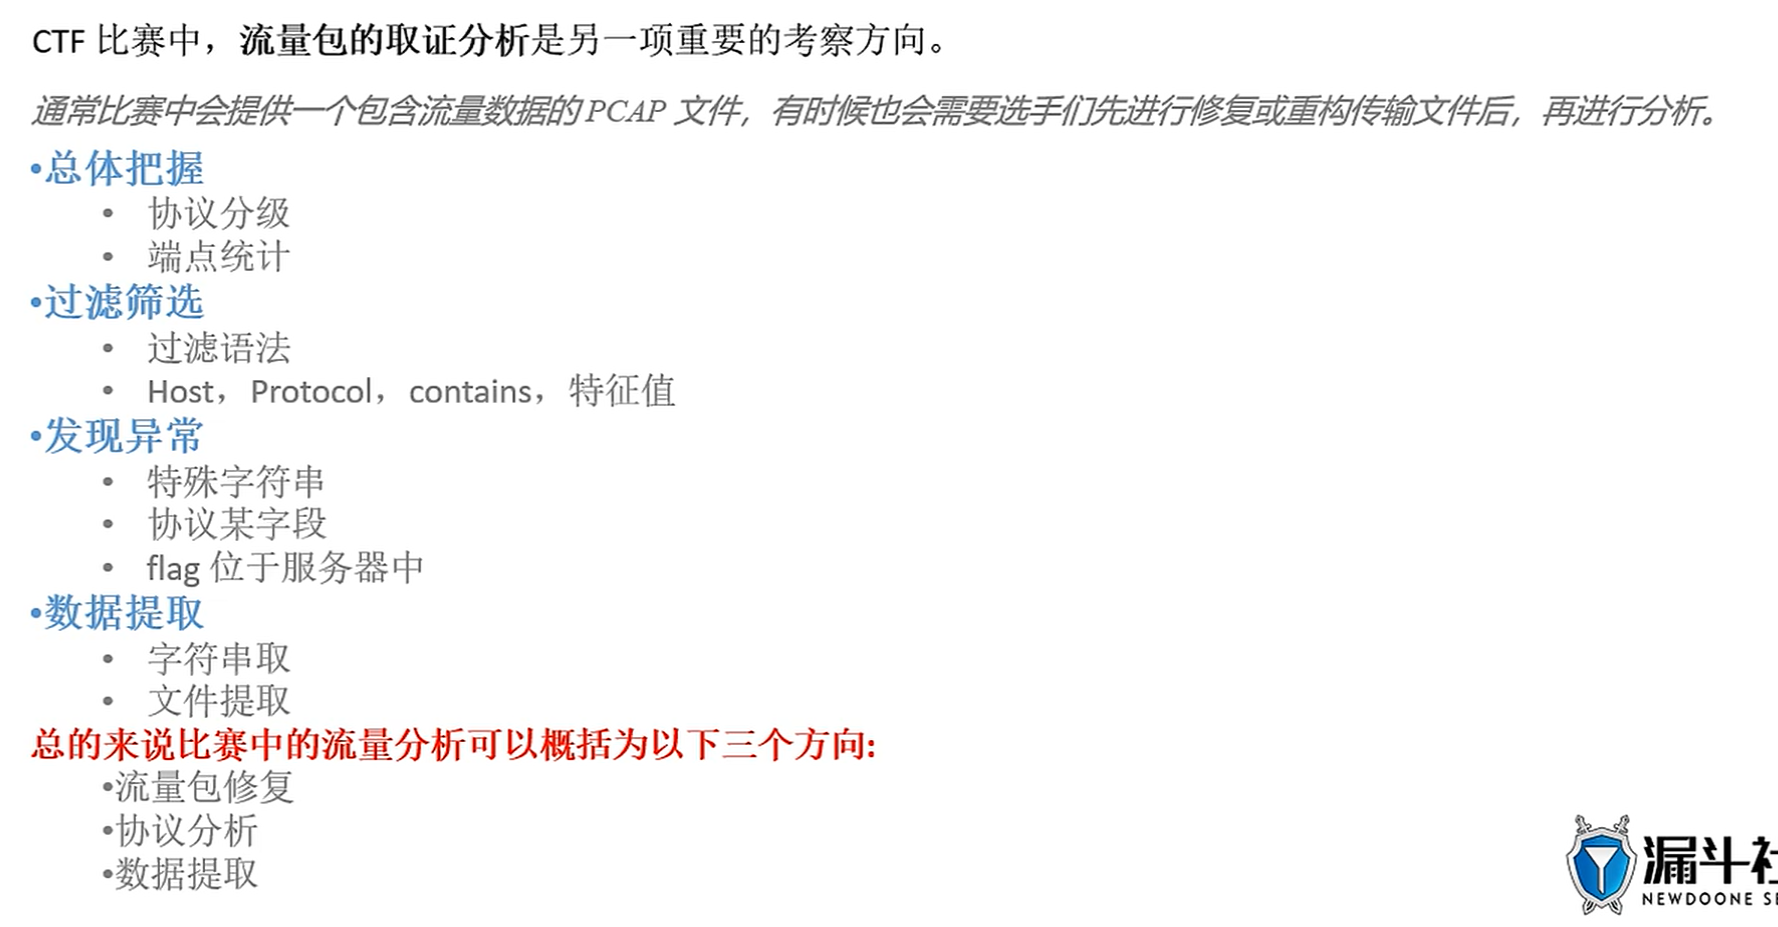 CTF 比赛中，流量包的取证分析是另一项重要的考察方向。
通常比赛中会提供一个包含流量数据的 PCAP 文件，有时候也会需要选手们先进行修复或重构传输文件后，再进行分析。
•总体把握
• 协议分级
• 端点统计
•过滤筛选
• 过滤语法
• Host，Protocol，contains，特征值
•发现异常
• 特殊字符串
• 协议某字段
• flag 位于服务器中
•数据提取
• 字符串取
• 文件提取
总的来说比赛中的流量分析可以概括为以下三个方向:
•流量包修复
•协议分析
•数据提取
漏斗社
NEWDOONE SE